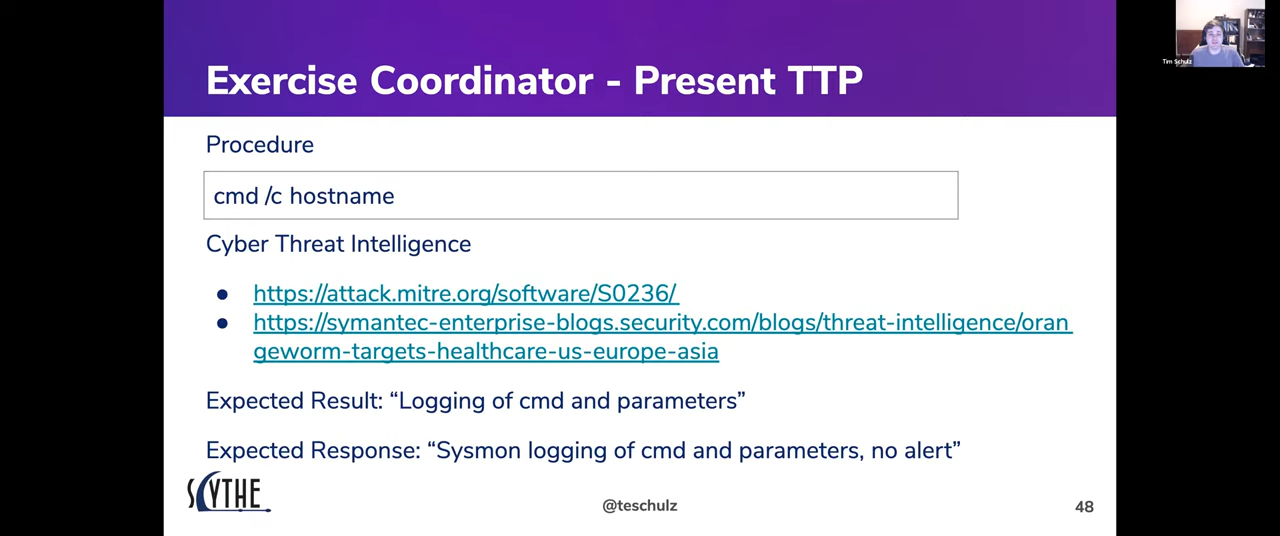 Exercise Coordinator - Present TTP
Tim Schulz
Procedure
cmd /c hostname
Cyber Threat Intelligence
● https://attack.mitre.org/software/S0236/
● https://symantec-enterprise-blogs.security.com/blogs/threat-intelligence/oran
geworm-targets-healthcare-us-europe-asia
Expected Result: “Logging of cmd and parameters”
Expected Response: “Sysmon logging of cmd and parameters, no alert”
SCYTHE
@teschulz
48